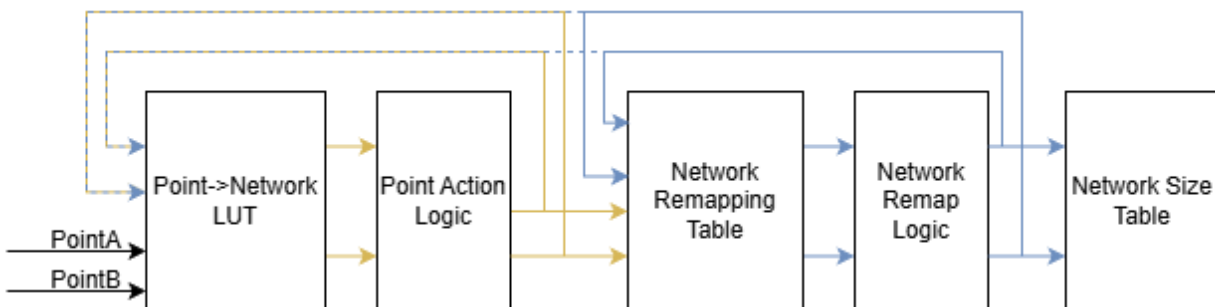 Point->Network
LUT
Point Action
Logic
Network
Remapping
Table
Network
Remap
Logic
Network Size
Table
PointA
PointB